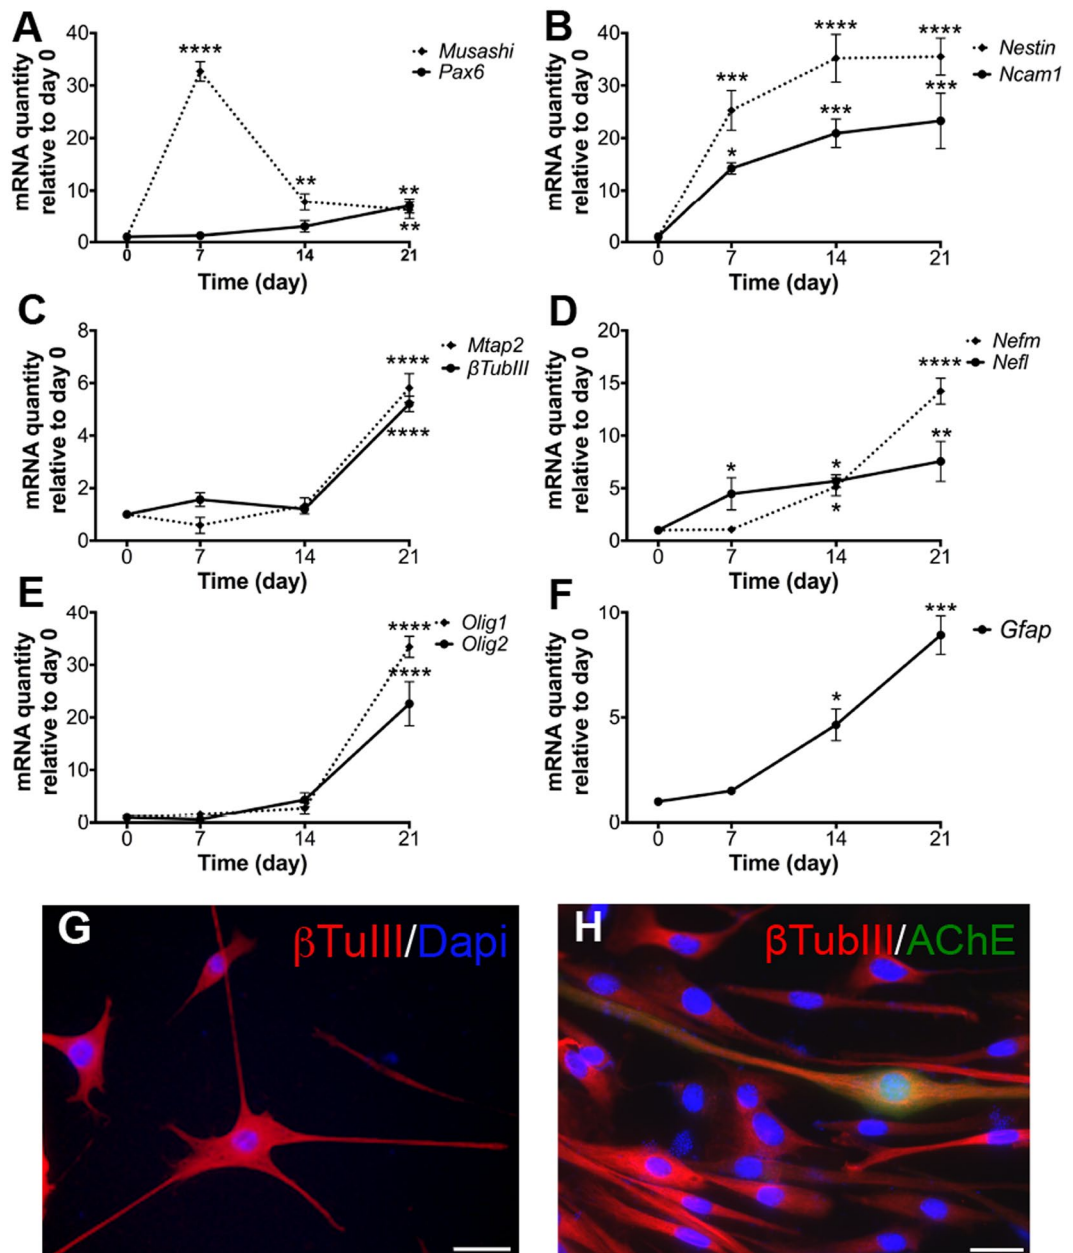 A
mRNA quantity
relative to day 0
40
30
20
10
0
****
**
**
**
Musashi
Pax6
0 7 14 21
Time (day)
B
mRNA quantity
relative to day 0
40
30
20
10
0
***
****
****
*
***
***
Nestin
Ncam1
0 7 14 21
Time (day)
C
mRNA quantity
relative to day 0
8
6
4
2
0
****
****
Mtap2
βTubIII
0 7 14 21
Time (day)
D
mRNA quantity
relative to day 0
20
15
10
5
0
*
*
*
****
**
Nefm
Nefl
0 7 14 21
Time (day)
E
mRNA quantity
relative to day 0
40
30
20
10
0
****
****
Olig1
Olig2
0 7 14 21
Time (day)
F
mRNA quantity
relative to day 0
10
5
0
*
***
Gfap
0 7 14 21
Time (day)
G
βTuIII/Dapi
H
βTubIII/AChE